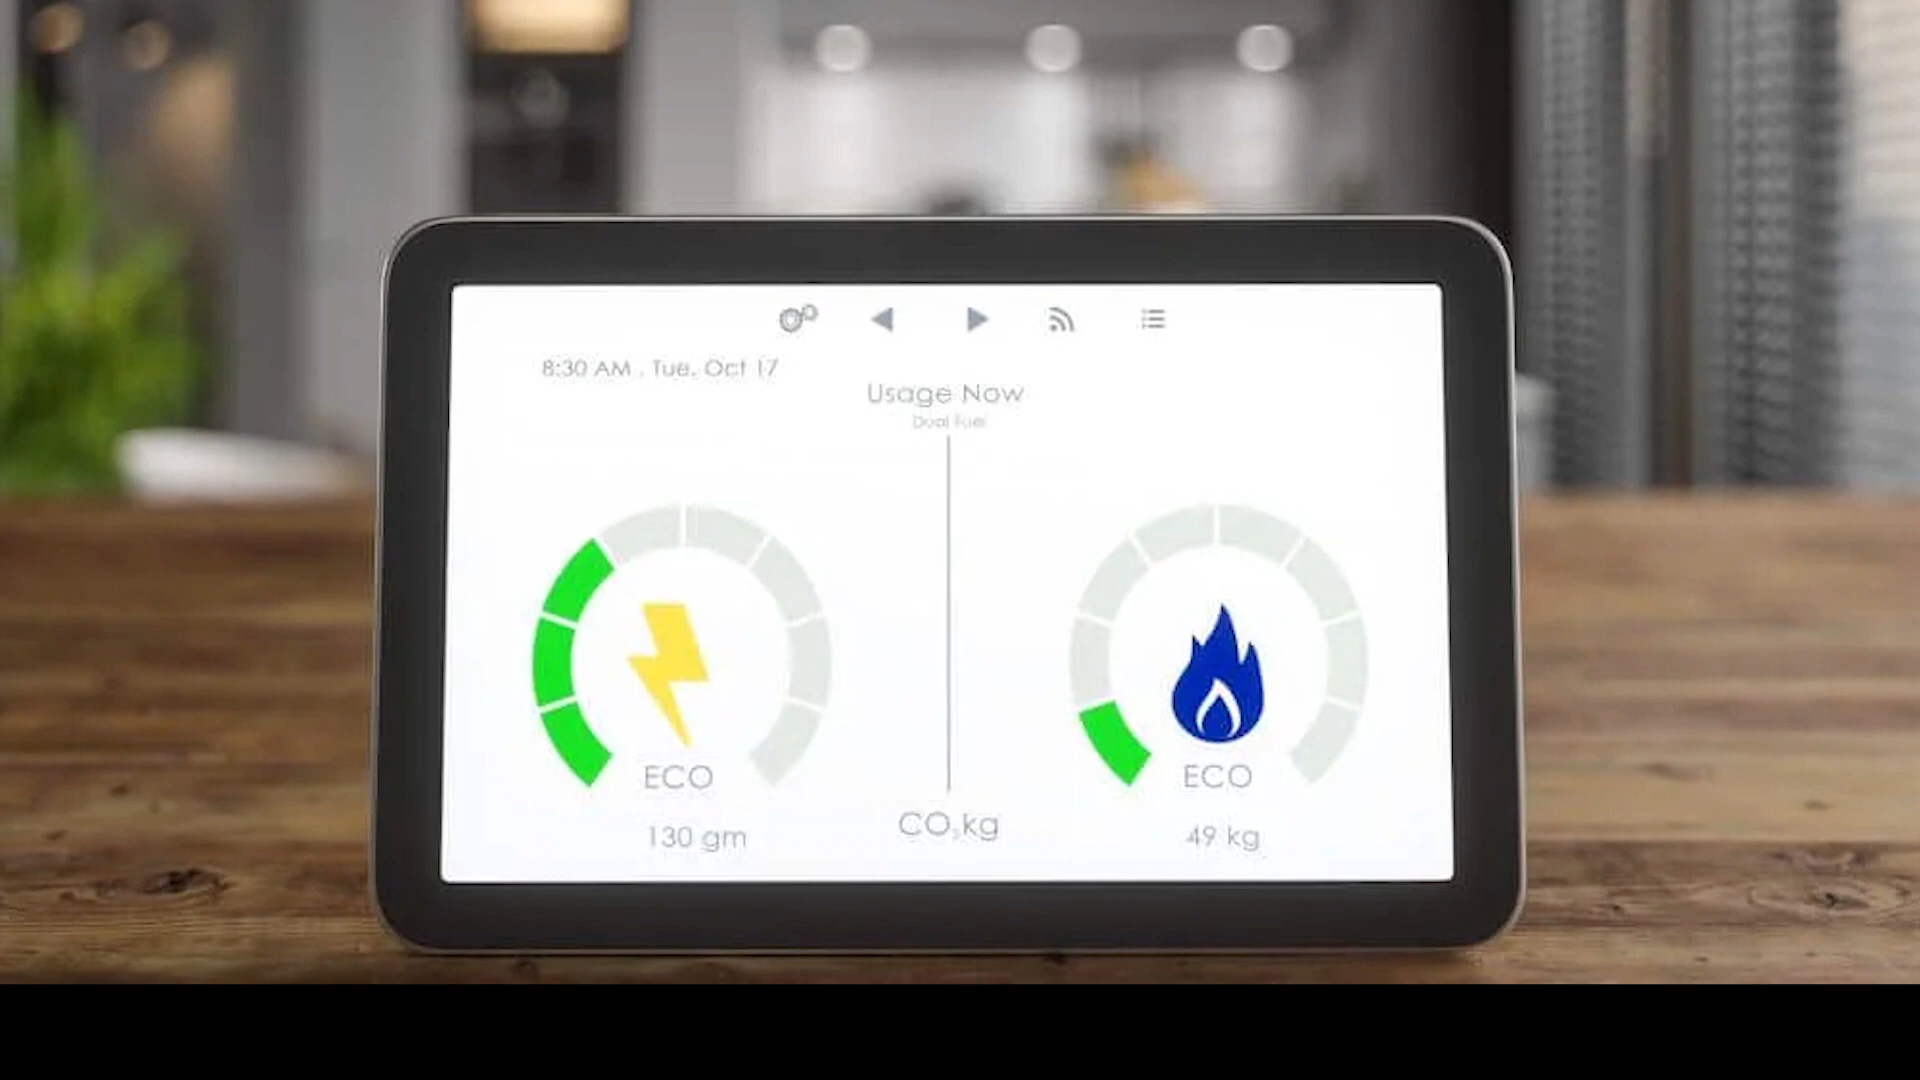 8:30 AM . Tue. Oct 17
Usage Now
Dual Fuel
ECO
130 gm
CO₂kg
ECO
49 kg